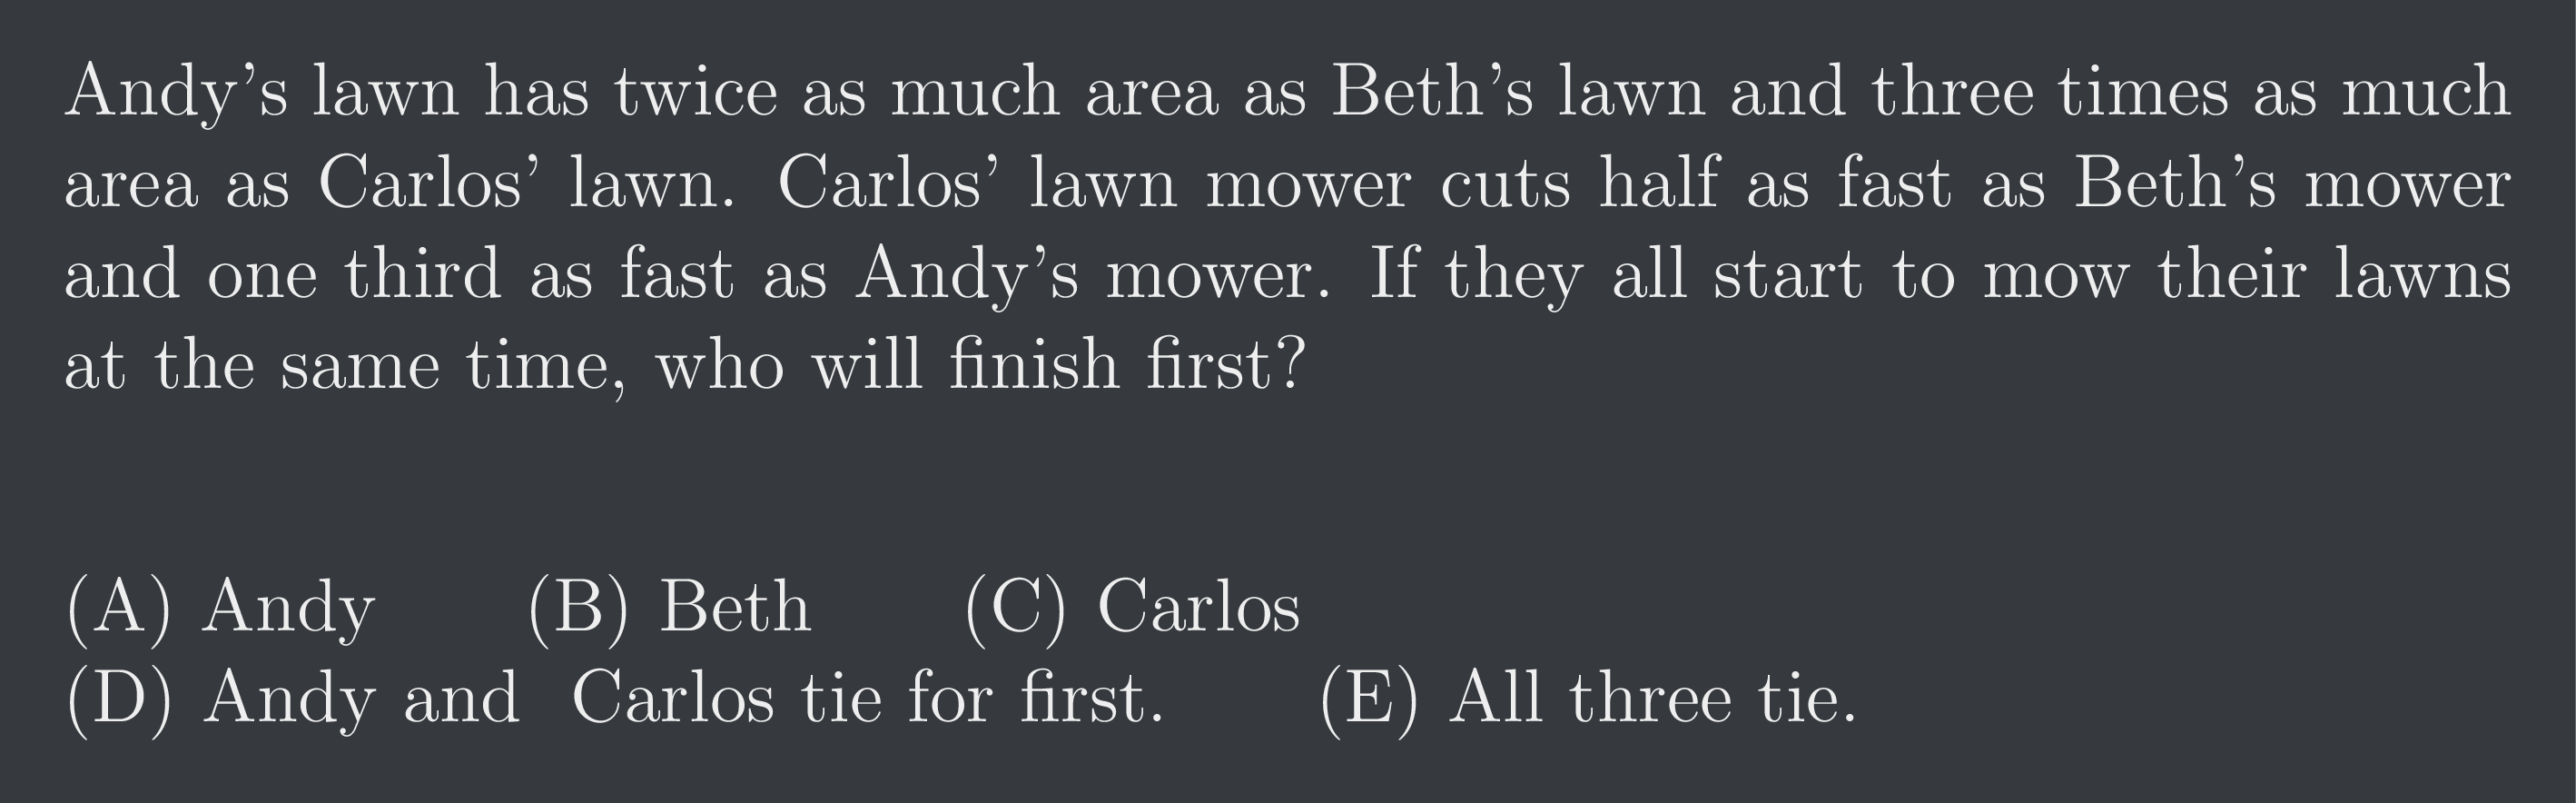 Andy’s lawn has twice as much area as Beth’s lawn and three times as much
area as Carlos’ lawn. Carlos’ lawn mower cuts half as fast as Beth’s mower
and one third as fast as Andy’s mower. If they all start to mow their lawns
at the same time, who will finish first?
(A) Andy (B) Beth (C) Carlos
(D) Andy and Carlos tie for first. (E) All three tie.